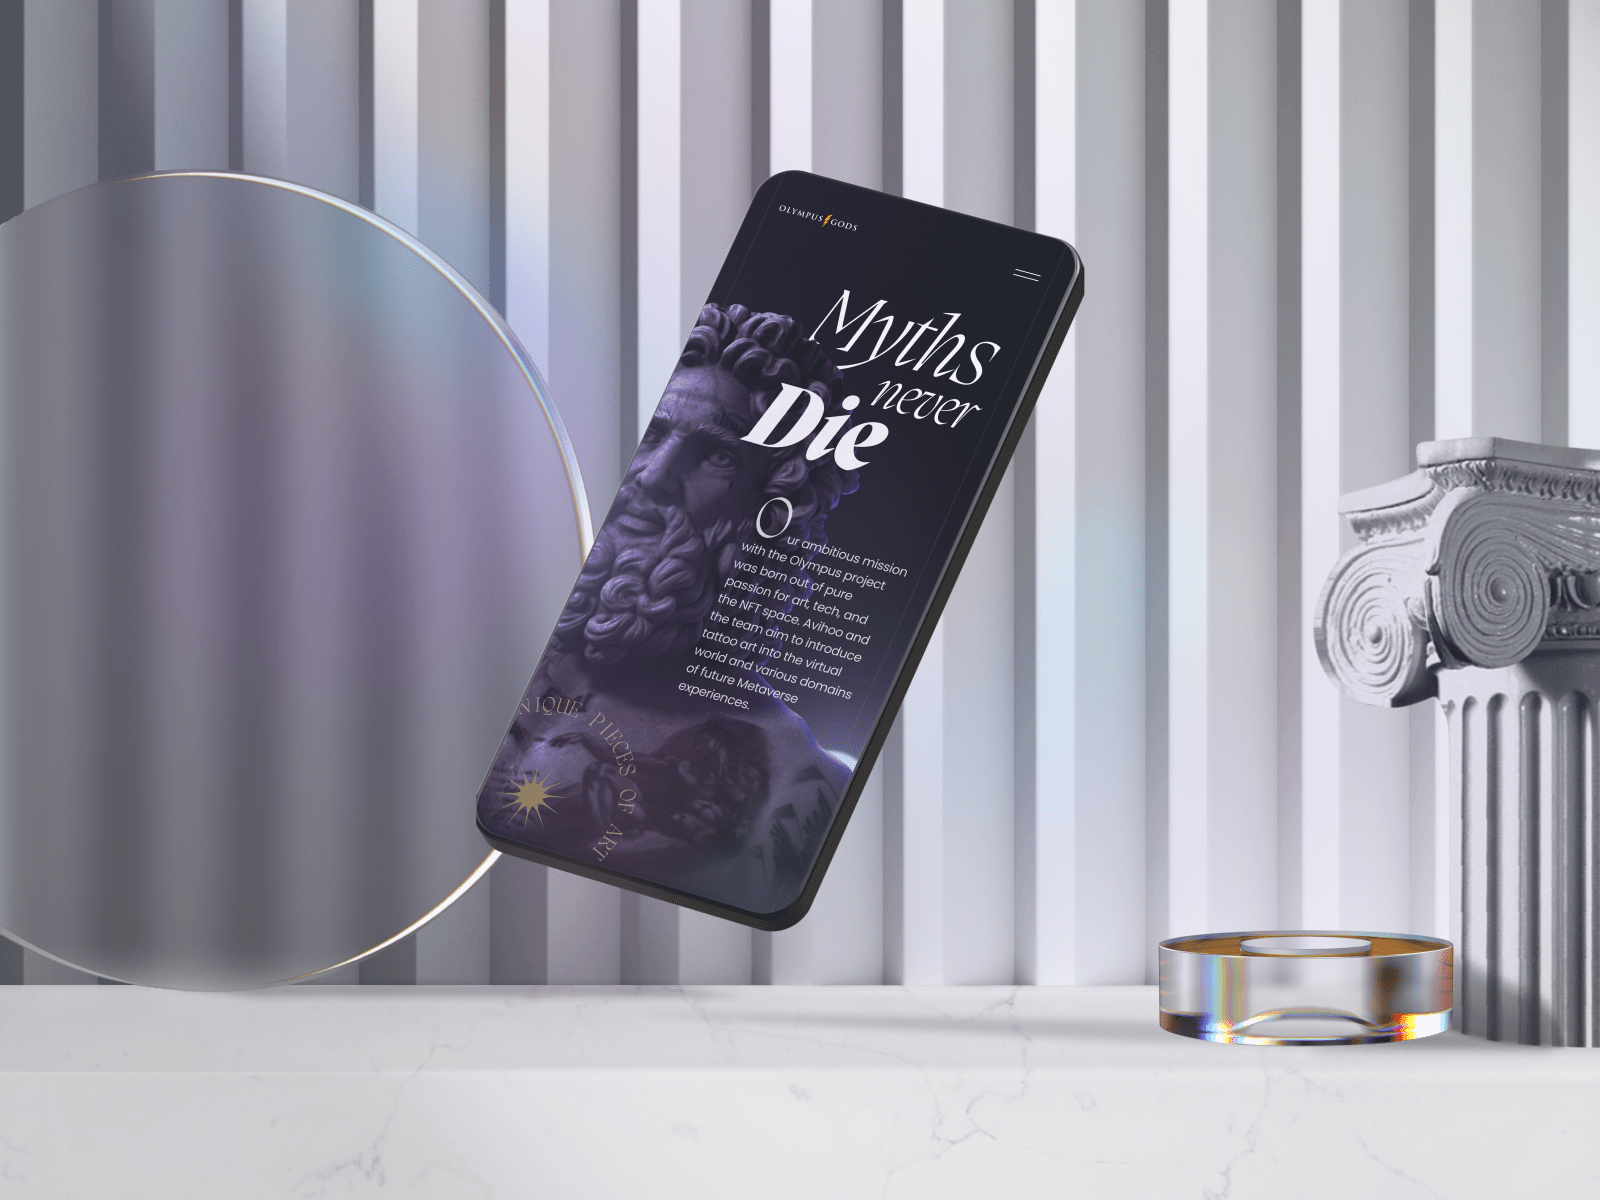 OLYMPUS GODS
Myths
never
Die
Our ambitious mission
with the Olympus project
was born out of pure
passion for art, tech, and
the NFT space. Avihoo and
the team aim to introduce
tattoo art into the virtual
world and various domains
of future Metaverse
experiences.
NIQUE PIECES OF ART